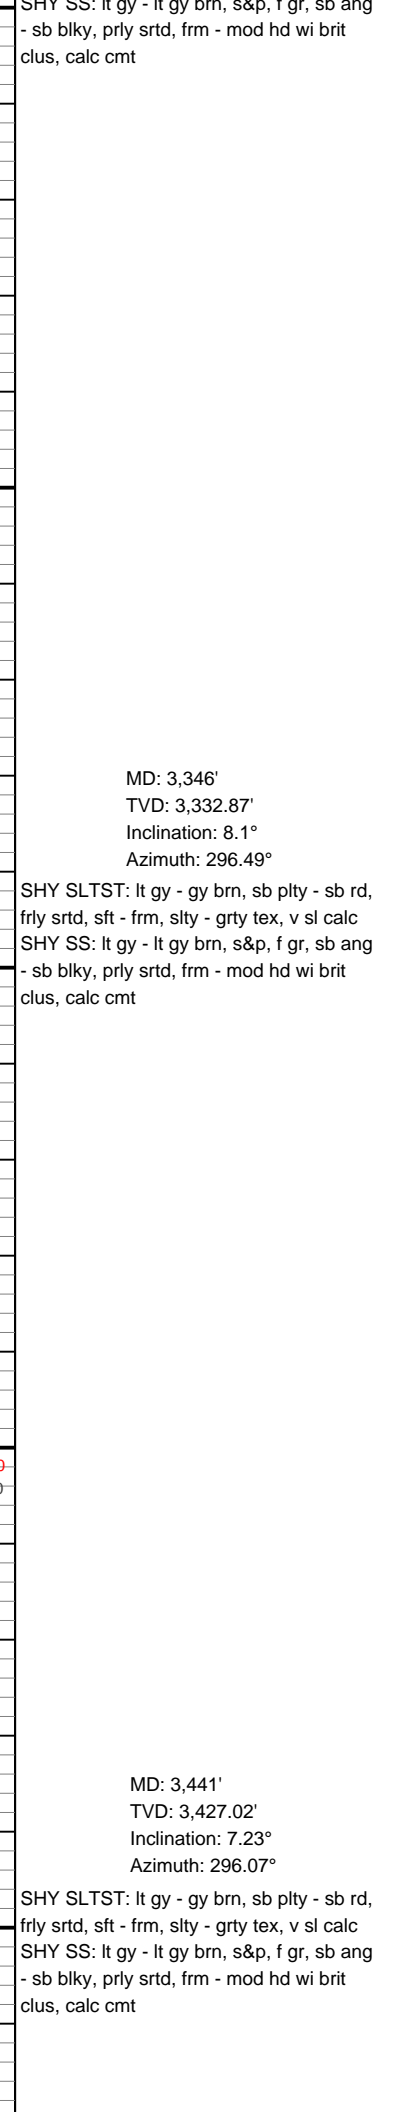 SHY SS: lt gy - lt gy brn, s&p, f gr, sb ang
- sb blky, prly srtd, frm - mod hd wi brit
clus, calc cmt
MD: 3,346'
TVD: 3,332.87'
Inclination: 8.1°
Azimuth: 296.49°
SHY SLTST: lt gy - gy brn, sb plty - sb rd,
frly srtd, sft - frm, slty - grty tex, v sl calc
SHY SS: lt gy - lt gy brn, s&p, f gr, sb ang
- sb blky, prly srtd, frm - mod hd wi brit
clus, calc cmt
0
0
MD: 3,441'
TVD: 3,427.02'
Inclination: 7.23°
Azimuth: 296.07°
SHY SLTST: lt gy - gy brn, sb plty - sb rd,
frly srtd, sft - frm, slty - grty tex, v sl calc
SHY SS: lt gy - lt gy brn, s&p, f gr, sb ang
- sb blky, prly srtd, frm - mod hd wi brit
clus, calc cmt